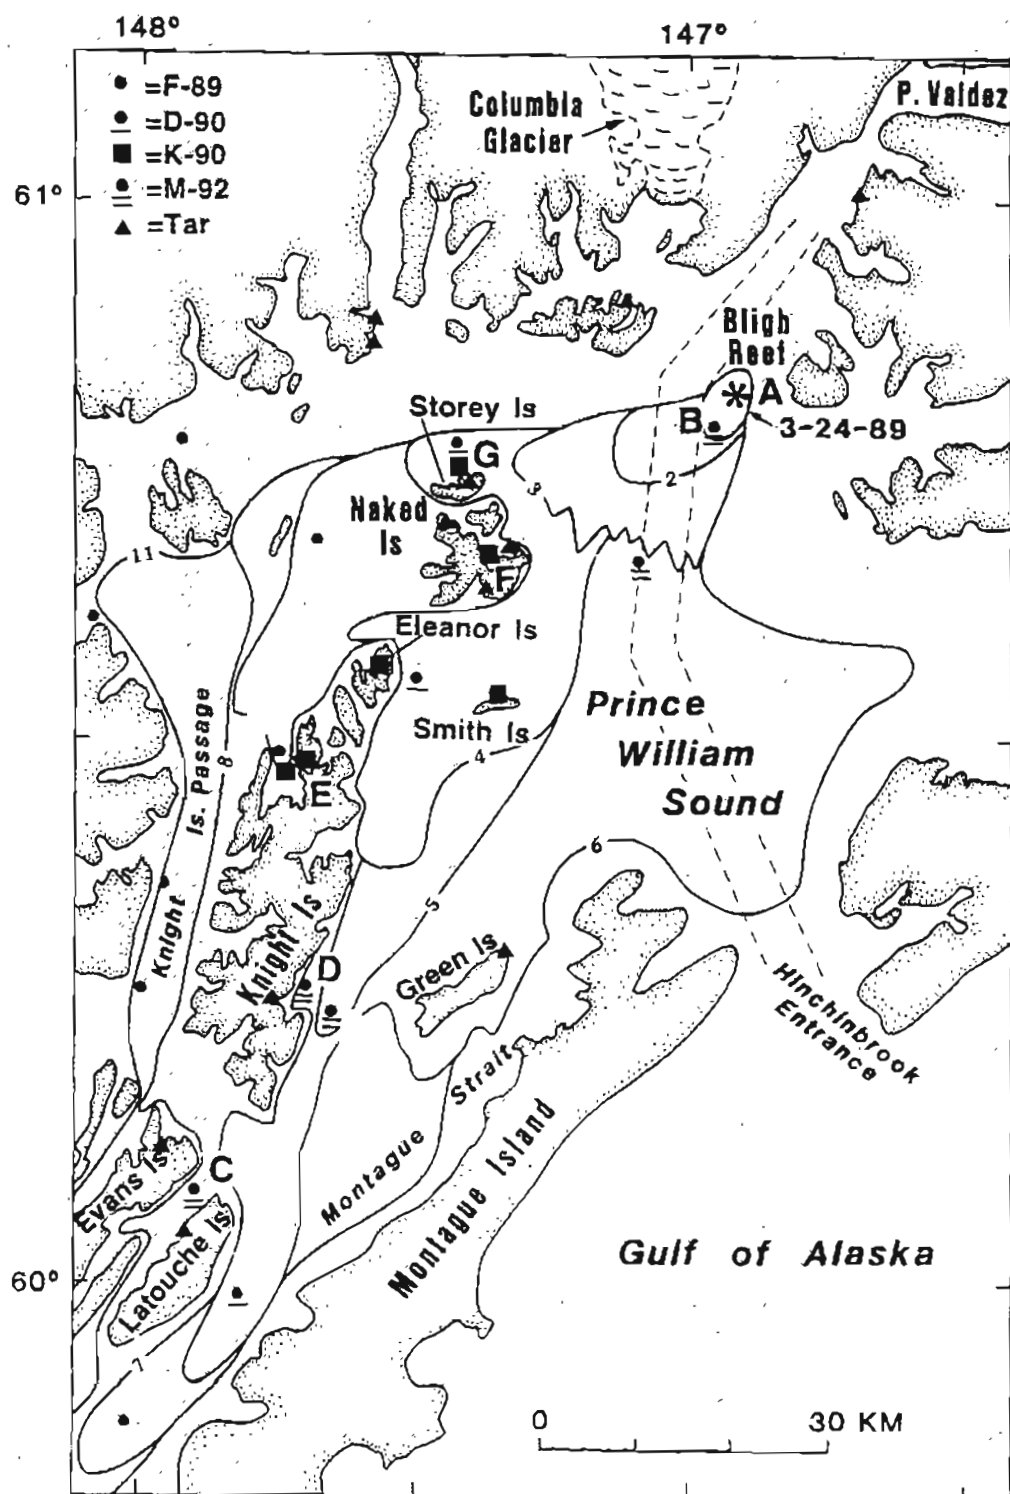 148°
147°
=F-89
=D-90
=K-90
=M-92
=Tar
Columbia
Glacier
P. Valdez
61°
Bligh
Reef
A
3-24-89
B
2
Storey Is
G
3
Naked
Is
F
11
Eleanor Is
Smith Is
4
Prince
William
Sound
Knight Is. Passage
8
E
6
5
Knight Is
D
Green Is
Hinchinbrook
Entrance
Montague Strait
Montague Island
Evans Is
C
Latouche Is
7
60°
Gulf of Alaska
0
30 KM